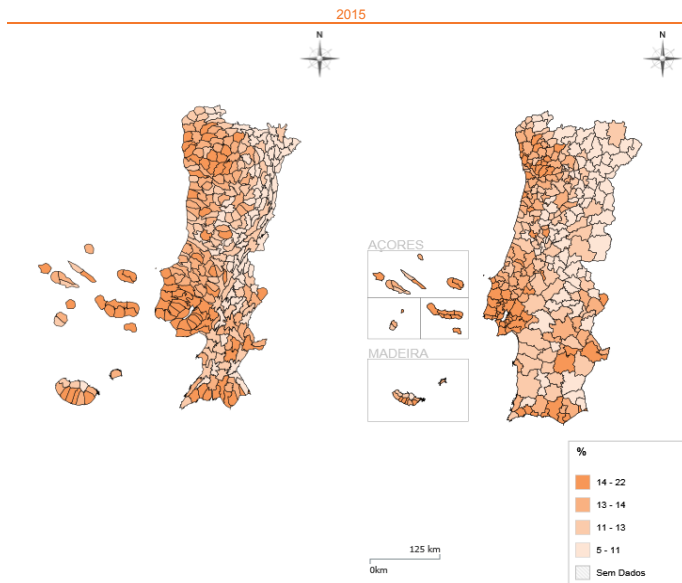 2015
N
N
AÇORES
MADEIRA
%
14 - 22
13 - 14
11 - 13
5 - 11
Sem Dados
125 km
0km